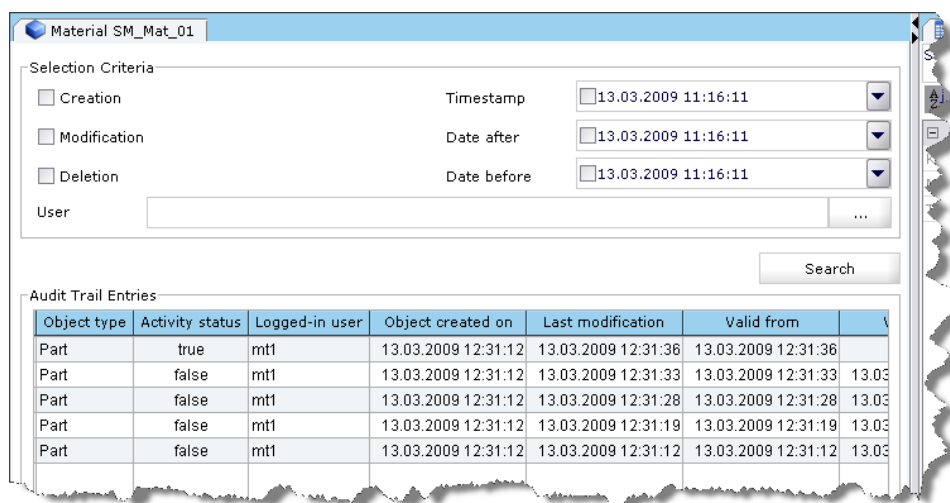 Material SM_Mat_01
Selection Criteria
Creation
Timestamp
13.03.2009 11:16:11
Modification
Date after
13.03.2009 11:16:11
Deletion
Date before
13.03.2009 11:16:11
User
...
Search
Audit Trail Entries
Object type Activity status Logged-in user Object created on Last modification Valid from
Part true mt1 13.03.2009 12:31:12 13.03.2009 12:31:36 13.03.2009 12:31:36
Part false mt1 13.03.2009 12:31:12 13.03.2009 12:31:33 13.03.2009 12:31:33 13.03
Part false mt1 13.03.2009 12:31:12 13.03.2009 12:31:28 13.03.2009 12:31:28 13.03
Part false mt1 13.03.2009 12:31:12 13.03.2009 12:31:19 13.03.2009 12:31:19 13.03
Part false mt1 13.03.2009 12:31:12 13.03.2009 12:31:12 13.03.2009 12:31:12 13.03